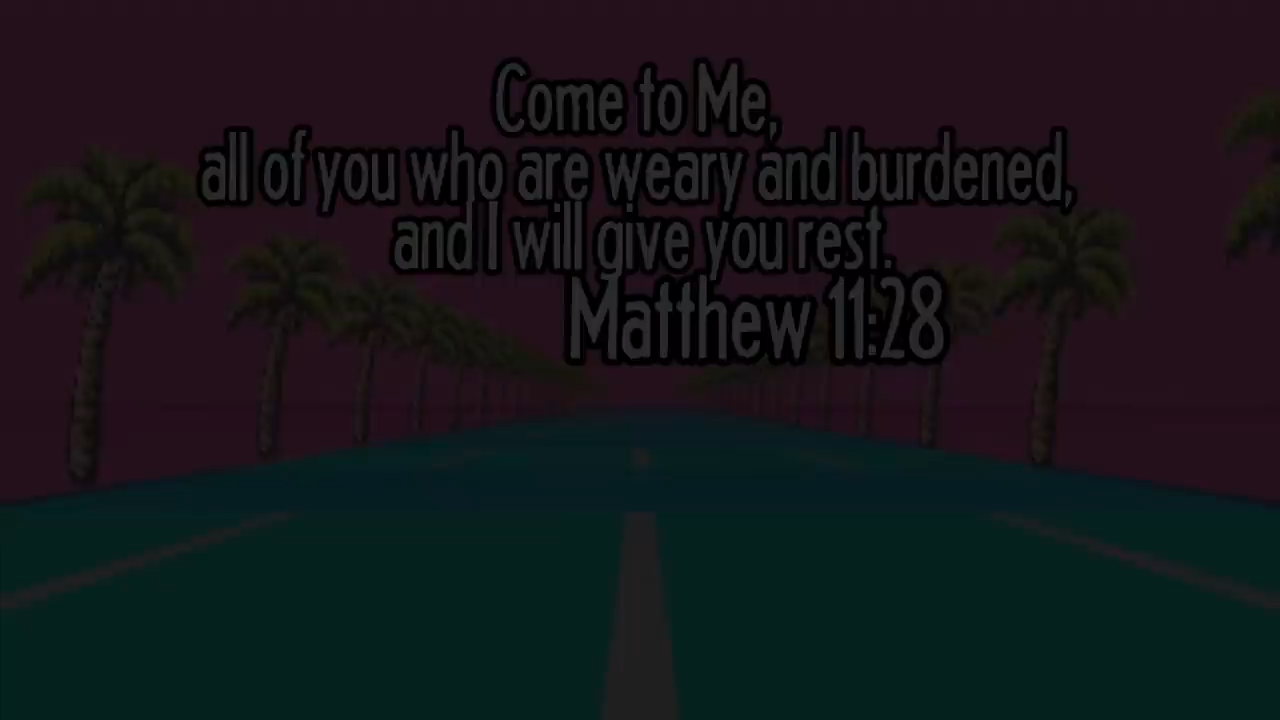 Come to Me,
all of you who are weary and burdened,
and I will give you rest.
Matthew 11:28